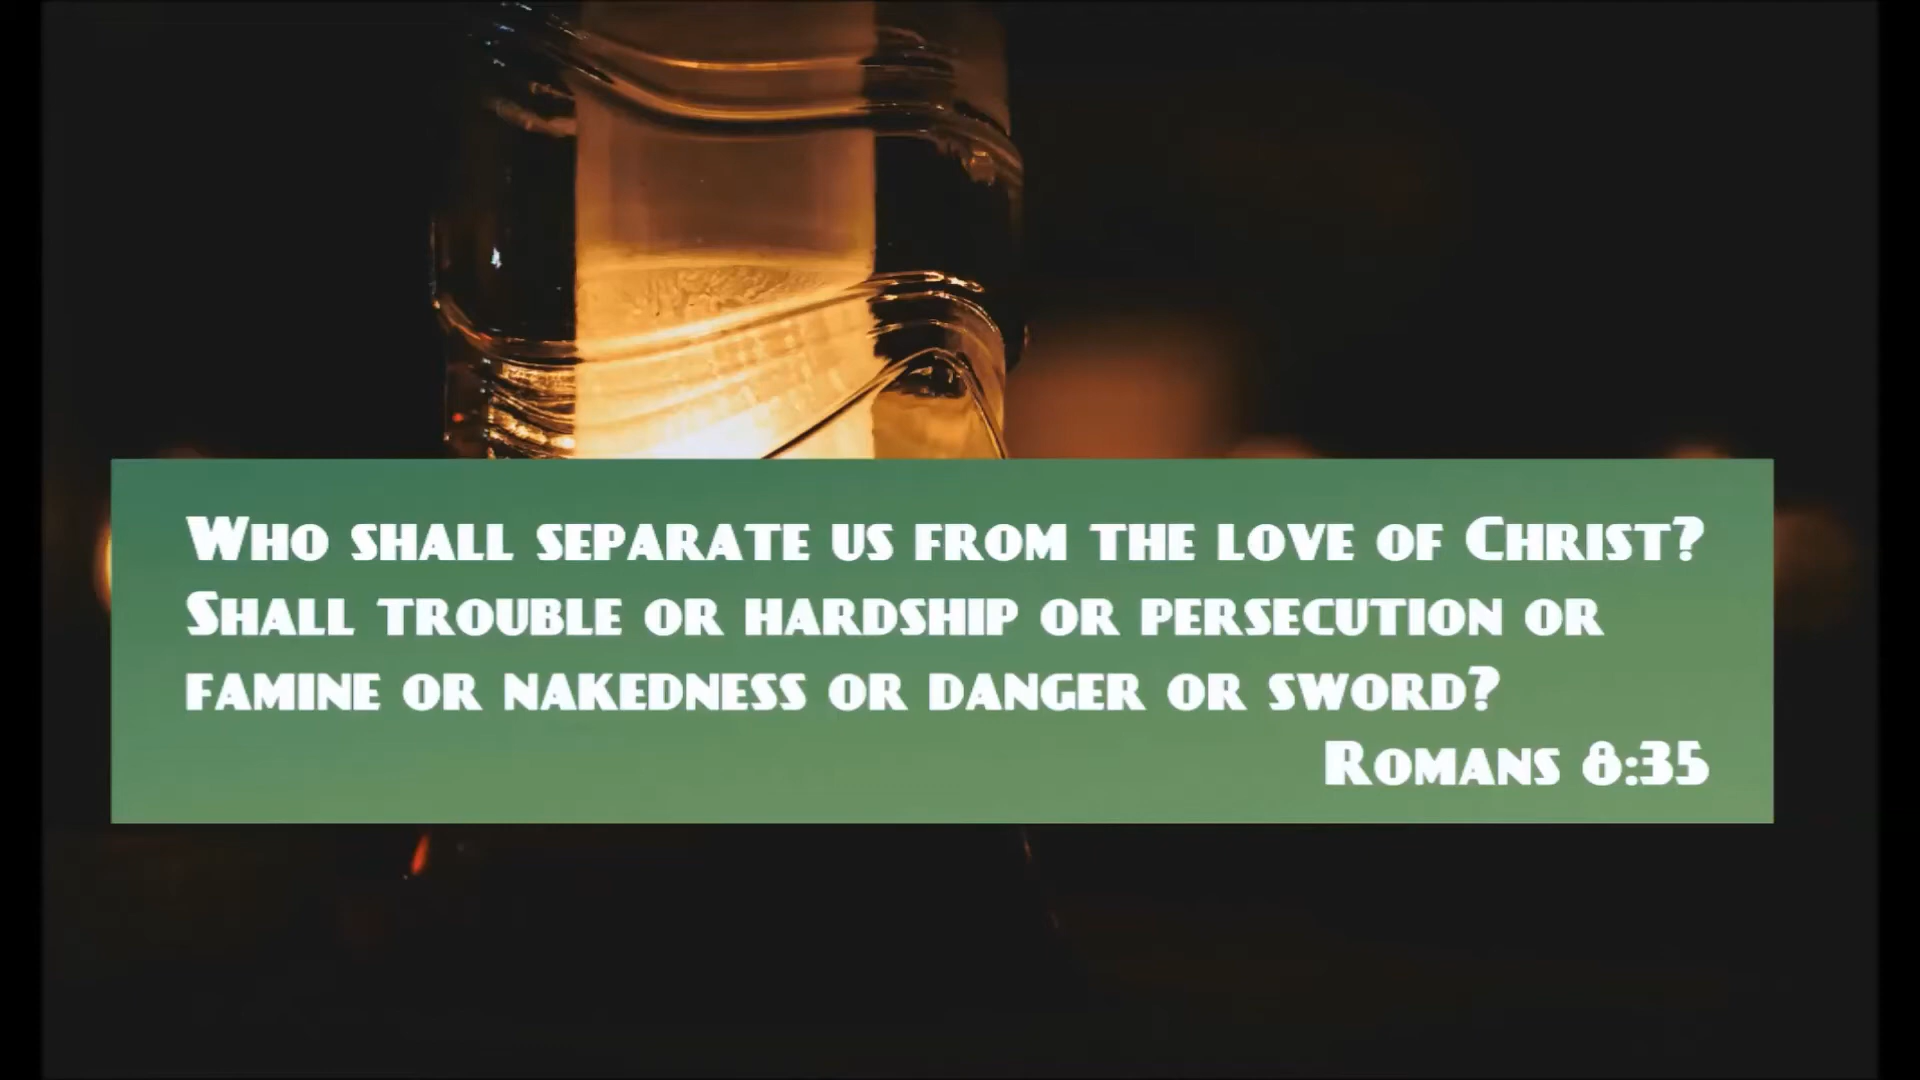 Who shall separate us from the love of Christ?
Shall trouble or hardship or persecution or
famine or nakedness or danger or sword?
Romans 8:35